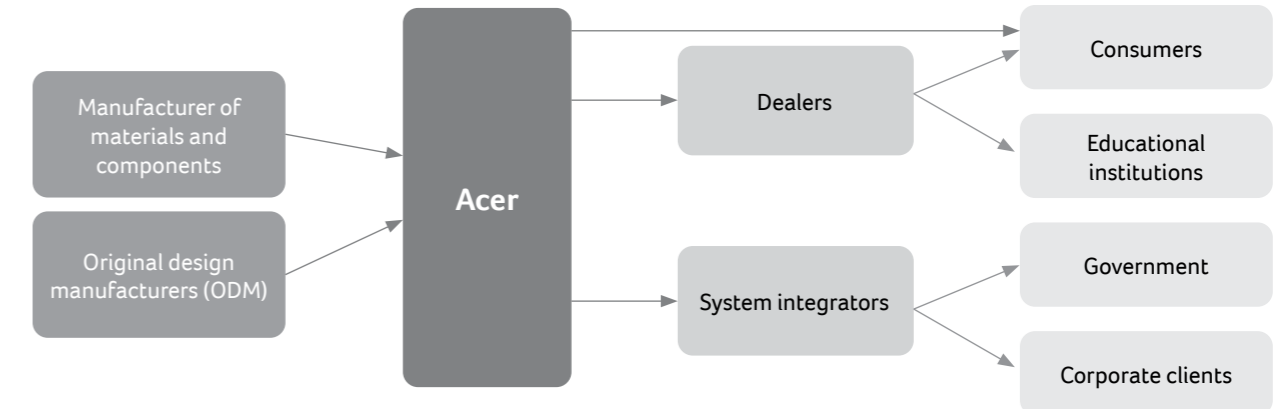 Manufacturer of
materials and
components
Original design
manufacturers (ODM)
Acer
Dealers
System integrators
Consumers
Educational
institutions
Government
Corporate clients